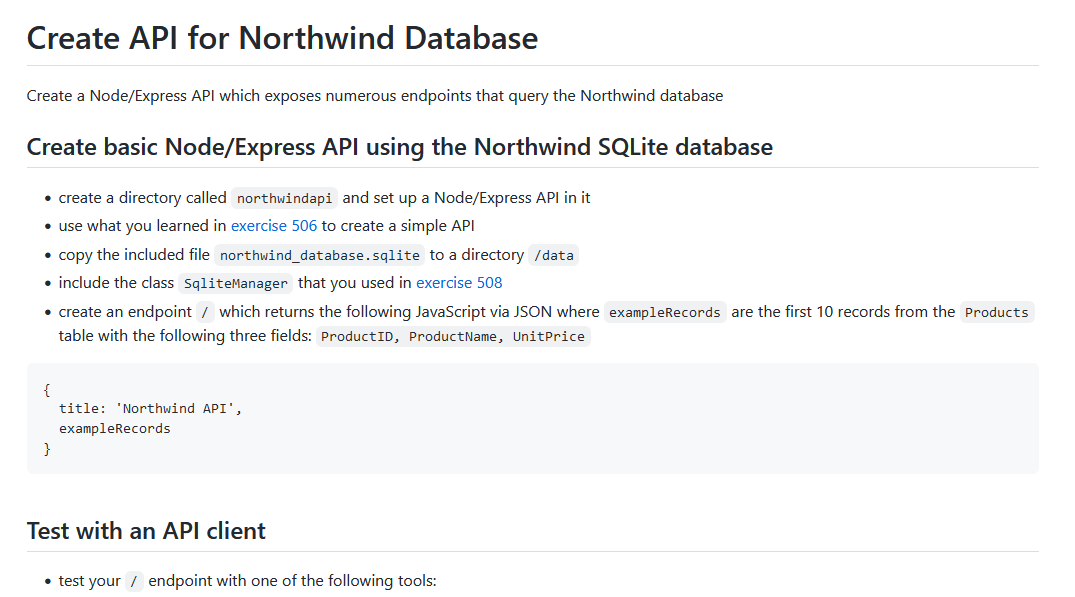 Create API for Northwind Database
Create a Node/Express API which exposes numerous endpoints that query the Northwind database
Create basic Node/Express API using the Northwind SQLite database
create a directory called northwindapi and set up a Node/Express API in it
use what you learned in exercise 506 to create a simple API
copy the included file northwind_database.sqlite to a directory /data
include the class SqliteManager that you used in exercise 508
create an endpoint / which returns the following JavaScript via JSON where exampleRecords are the first 10 records from the Products
table with the following three fields: ProductID, ProductName, UnitPrice
{
  title: 'Northwind API',
  exampleRecords
}
Test with an API client
test your / endpoint with one of the following tools: